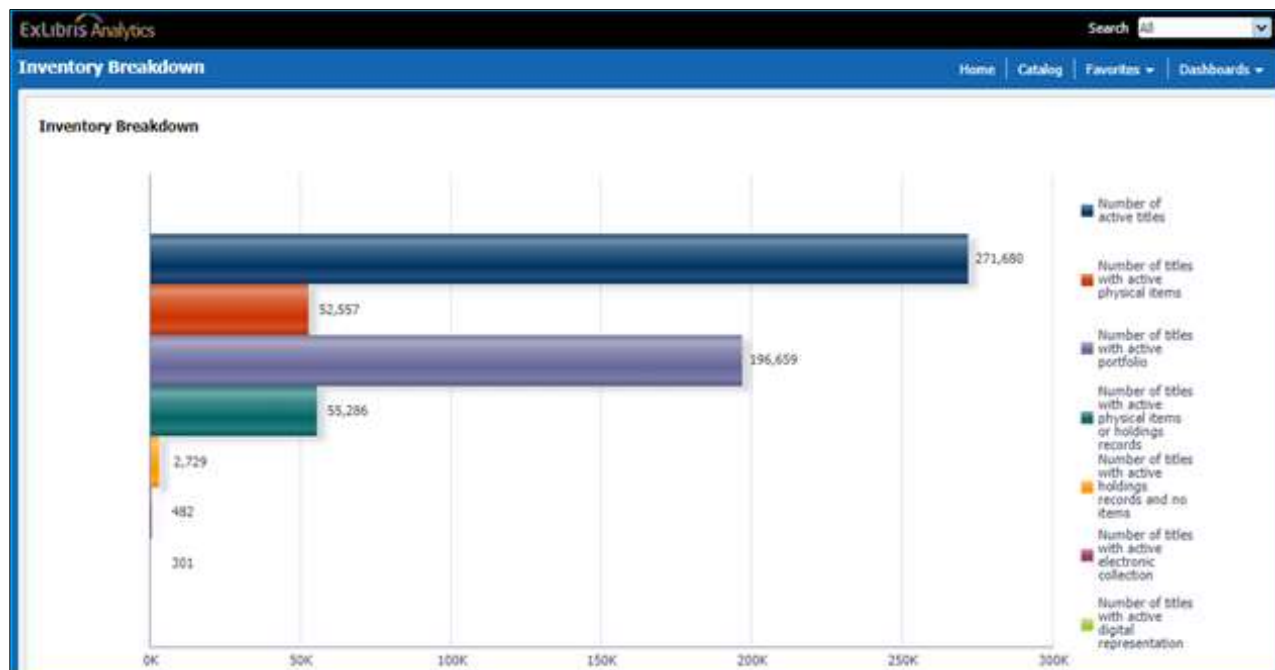 ExLibris Analytics
Search All
Inventory Breakdown
Home Catalog Favorites Dashboards
Inventory Breakdown
271,680
52,557
196,659
55,286
2,729
482
301
0K 50K 100K 150K 200K 250K 300K
Number of
active titles
Number of titles
with active
physical items
Number of titles
with active
portfolio
Number of titles
with active
physical items
or holdings
records
Number of titles
with active
holdings
records and no
items
Number of titles
with active
electronic
collection
Number of titles
with active
digital
representation